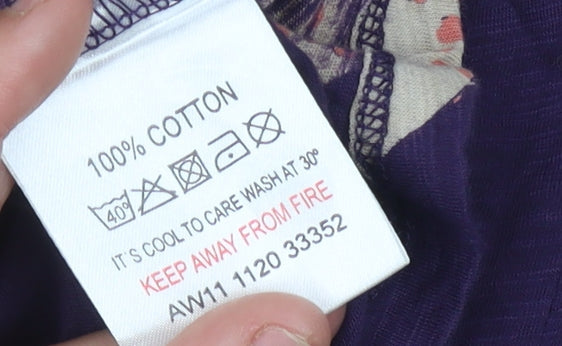 100% COTTON
40°
IT'S COOL TO CARE WASH AT 30°
KEEP AWAY FROM FIRE
AW11 1120 33352